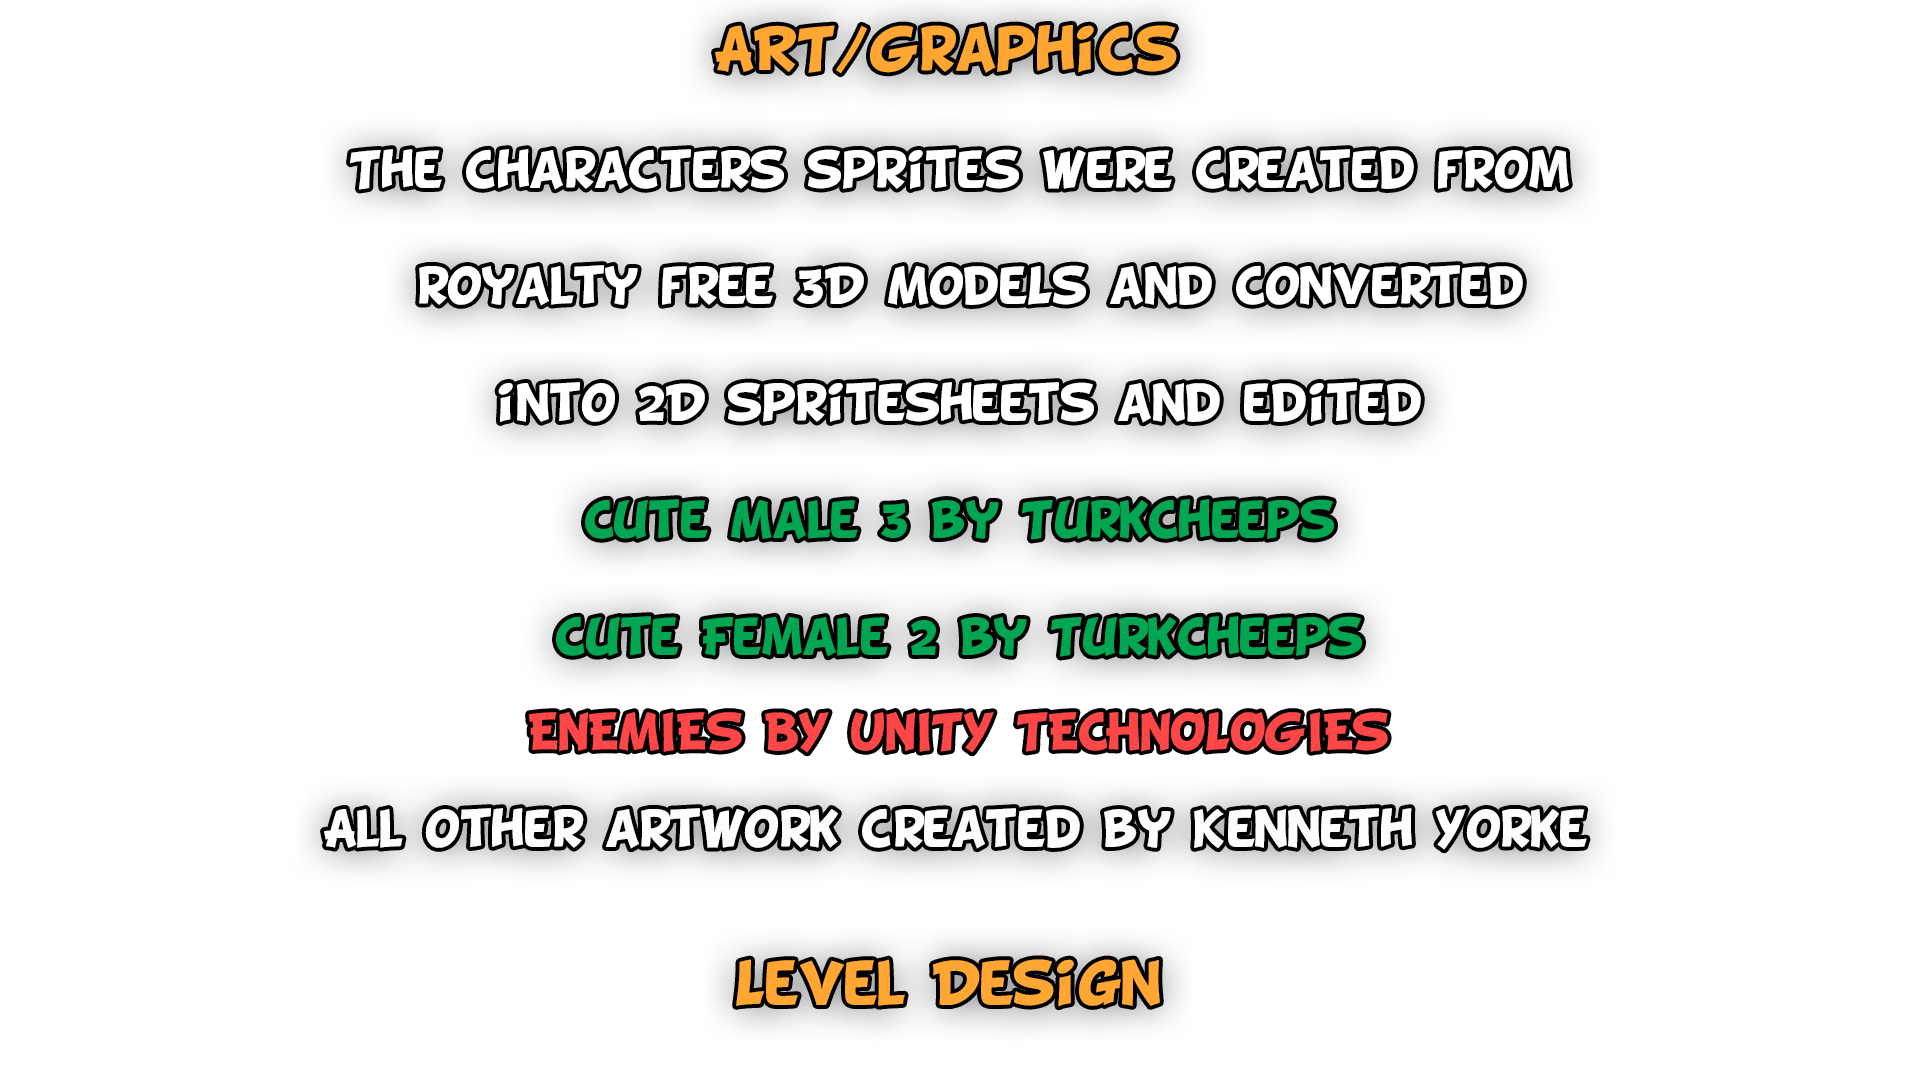 ART/GRAPHiCS
THE CHARACTERS SPRiTES WERE CREATED FROM
ROYALTY FREE 3D MODELS AND CONVERTED
iNTO 2D SPRiTESHEETS AND EDiTED
CUTE MALE 3 BY TURKCHEEPS
CUTE FEMALE 2 BY TURKCHEEPS
ENEMIES BY UNITY TECHNOLOGIES
ALL OTHER ARTWORK CREATED BY KENNETH YORKE
LEVEL DESiGN